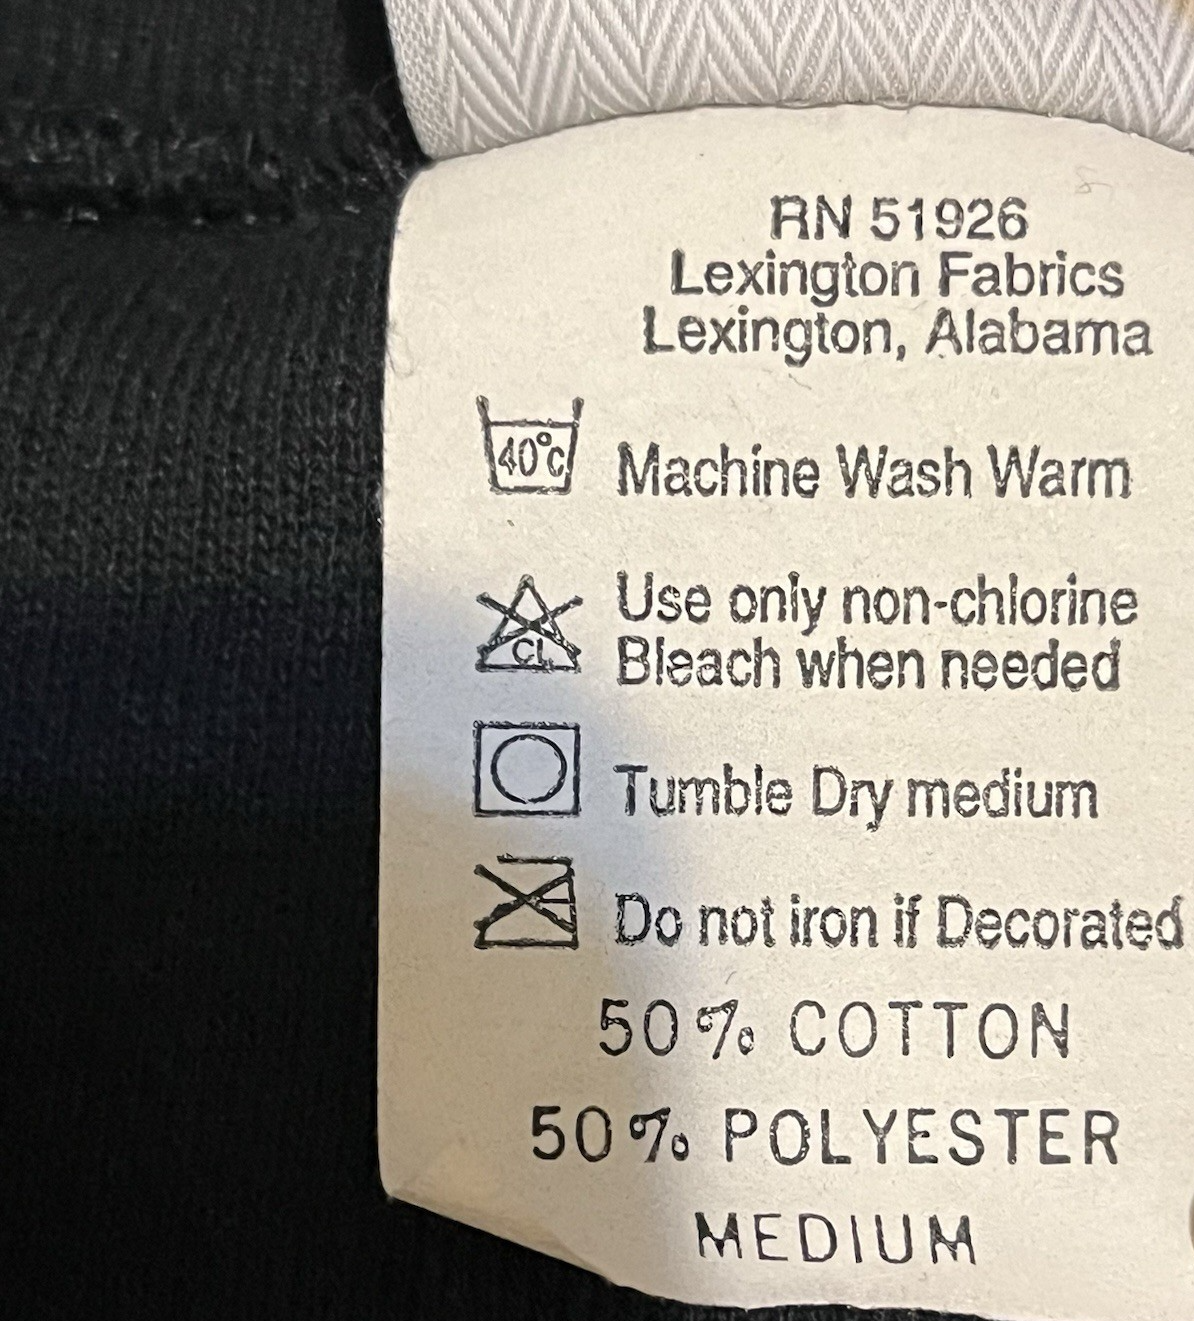 RN 51926
Lexington Fabrics
Lexington, Alabama
40°C Machine Wash Warm
CL Use only non-chlorine
Bleach when needed
Tumble Dry medium
Do not iron if Decorated
50% COTTON
50% POLYESTER
MEDIUM